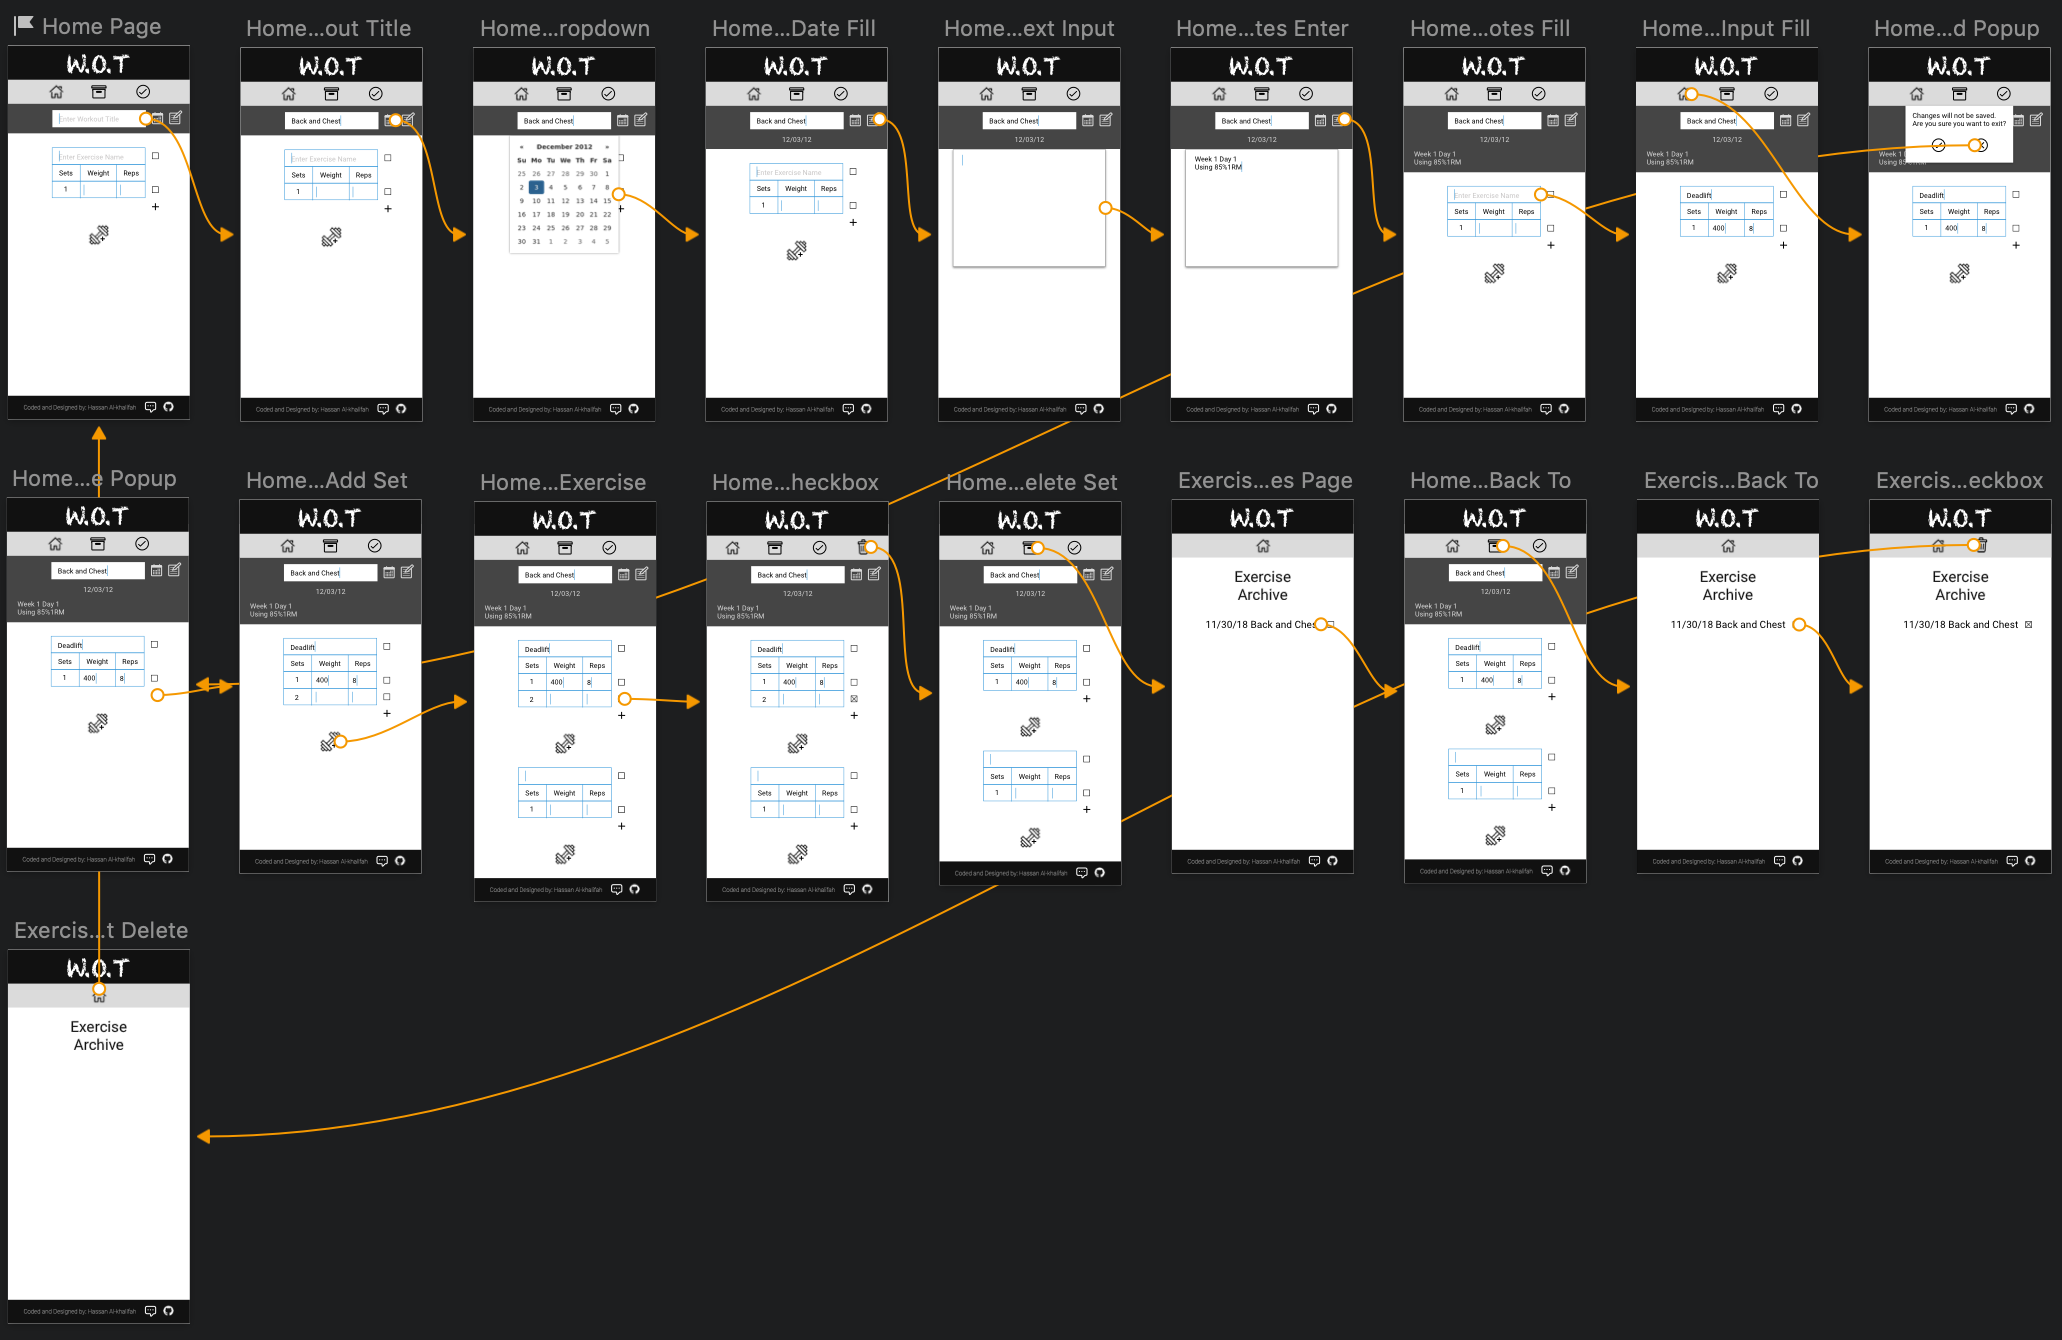 Home Page
W.O.T
Enter Workout Title
Enter Exercise Name
Sets Weight Reps
1
Coded and Designed by: Hassan Al-khalifah
Home...out Title
W.O.T
Back and Chest
Enter Exercise Name
Sets Weight Reps
1
Coded and Designed by: Hassan Al-khalifah
Home...ropdown
W.O.T
Back and Chest
« December 2012 »
Su Mo Tu We Th Fr Sa
25 26 27 28 29 30 1
2 3 4 5 6 7 8
9 10 11 12 13 14 15
16 17 18 19 20 21 22
23 24 25 26 27 28 29
30 31 1 2 3 4 5
Coded and Designed by: Hassan Al-khalifah
Home...Date Fill
W.O.T
Back and Chest
12/03/12
Enter Exercise Name
Sets Weight Reps
1
Coded and Designed by: Hassan Al-khalifah
Home...ext Input
W.O.T
Back and Chest
12/03/12
Coded and Designed by: Hassan Al-khalifah
Home...tes Enter
W.O.T
Back and Chest
12/03/12
Week 1 Day 1
Using 85%1RM
Coded and Designed by: Hassan Al-khalifah
Home...otes Fill
W.O.T
Back and Chest
12/03/12
Week 1 Day 1
Using 85%1RM
Enter Exercise Name
Sets Weight Reps
1
Coded and Designed by: Hassan Al-khalifah
Home...Input Fill
W.O.T
Back and Chest
12/03/12
Week 1 Day 1
Using 85%1RM
Deadlift
Sets Weight Reps
1 400 8
Coded and Designed by: Hassan Al-khalifah
Home...d Popup
W.O.T
Changes will not be saved.
Are you sure you want to exit?
Week 1
Using 85%
Deadlift
Sets Weight Reps
1 400 8
Coded and Designed by: Hassan Al-khalifah
Home...e Popup
W.O.T
Back and Chest
12/03/12
Week 1 Day 1
Using 85%1RM
Deadlift
Sets Weight Reps
1 400 8
Coded and Designed by: Hassan Al-khalifah
Home...Add Set
W.O.T
Back and Chest
12/03/12
Week 1 Day 1
Using 85%1RM
Deadlift
Sets Weight Reps
1 400 8
2
Coded and Designed by: Hassan Al-khalifah
Home...Exercise
W.O.T
Back and Chest
12/03/12
Week 1 Day 1
Using 85%1RM
Deadlift
Sets Weight Reps
1 400 8
2
Sets Weight Reps
1
Coded and Designed by: Hassan Al-khalifah
Home...heckbox
W.O.T
Back and Chest
12/03/12
Week 1 Day 1
Using 85%1RM
Deadlift
Sets Weight Reps
1 400 8
2
Sets Weight Reps
1
Coded and Designed by: Hassan Al-khalifah
Home...elete Set
W.O.T
Back and Chest
12/03/12
Week 1 Day 1
Using 85%1RM
Deadlift
Sets Weight Reps
1 400 8
Sets Weight Reps
1
Coded and Designed by: Hassan Al-khalifah
Exercis...es Page
W.O.T
Exercise
Archive
11/30/18 Back and Ches
Coded and Designed by: Hassan Al-khalifah
Home...Back To
W.O.T
Back and Chest
12/03/12
Week 1 Day 1
Using 85%1RM
Deadlift
Sets Weight Reps
1 400 8
Sets Weight Reps
1
Coded and Designed by: Hassan Al-khalifah
Exercis...Back To
W.O.T
Exercise
Archive
11/30/18 Back and Chest
Coded and Designed by: Hassan Al-khalifah
Exercis...eckbox
W.O.T
Exercise
Archive
11/30/18 Back and Chest
Coded and Designed by: Hassan Al-khalifah
Exercis...t Delete
W.O.T
Exercise
Archive
Coded and Designed by: Hassan Al-khalifah